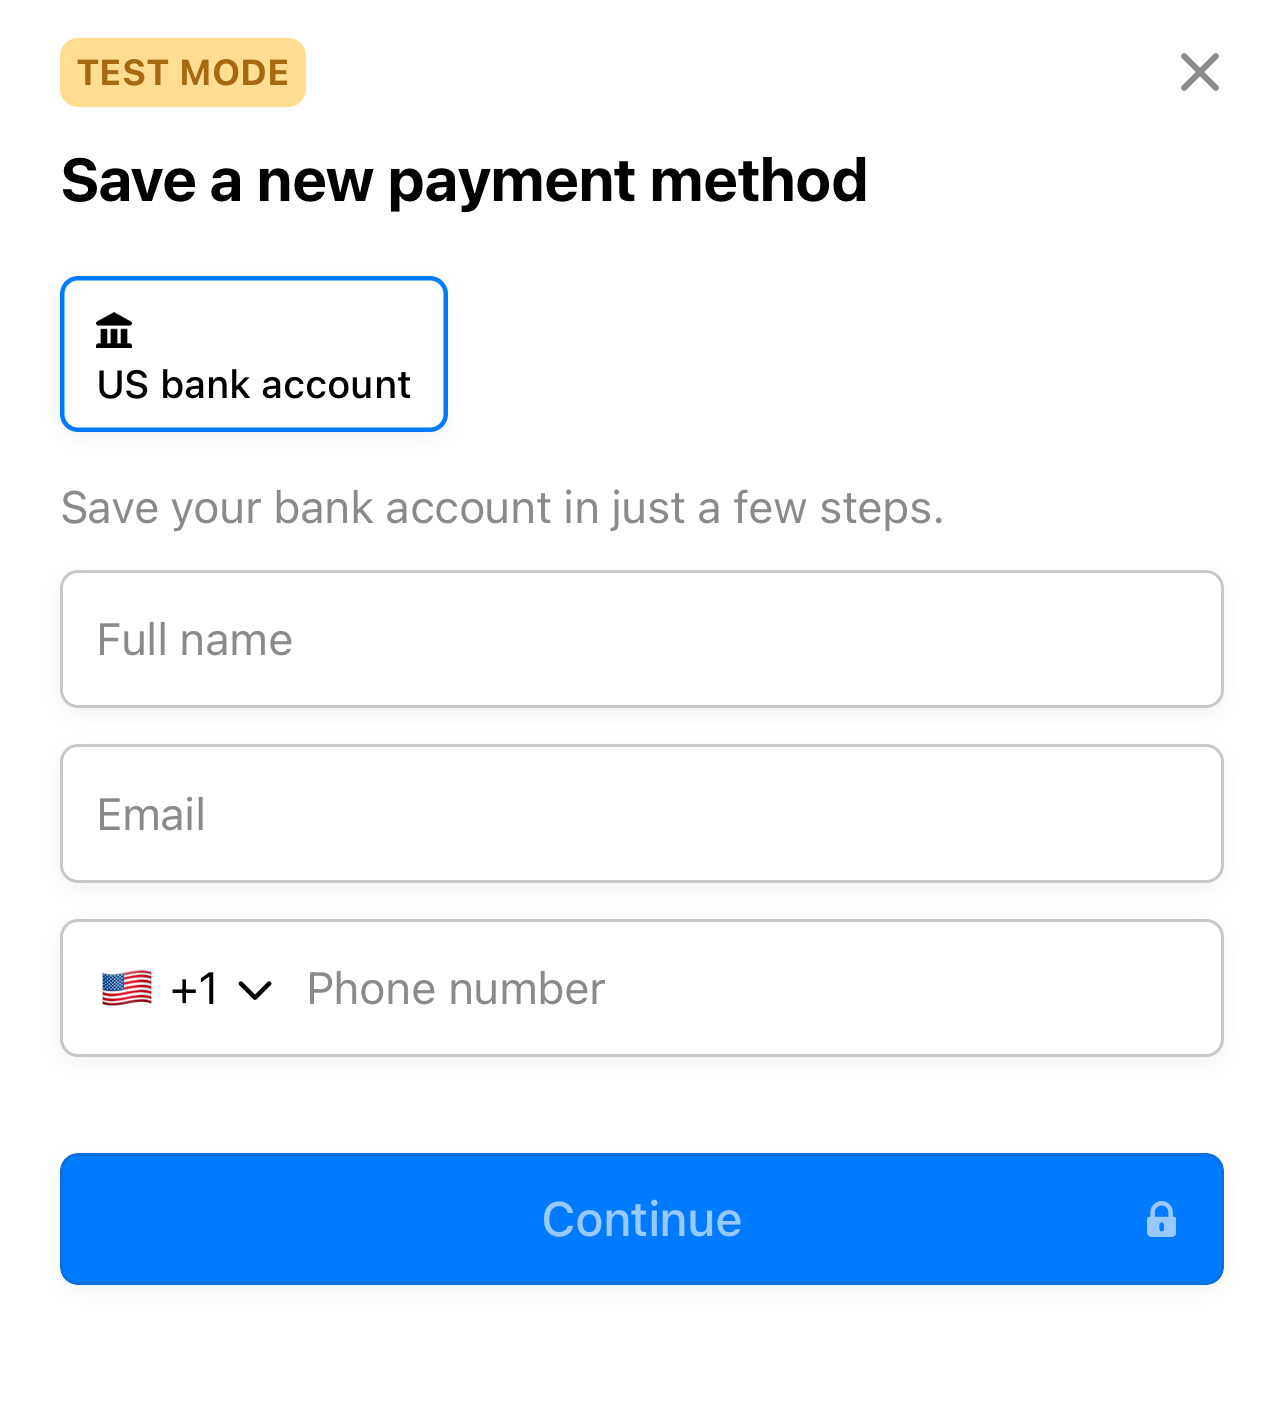 TEST MODE
Save a new payment method
US bank account
Save your bank account in just a few steps.
Full name
Email
+1 Phone number
Continue